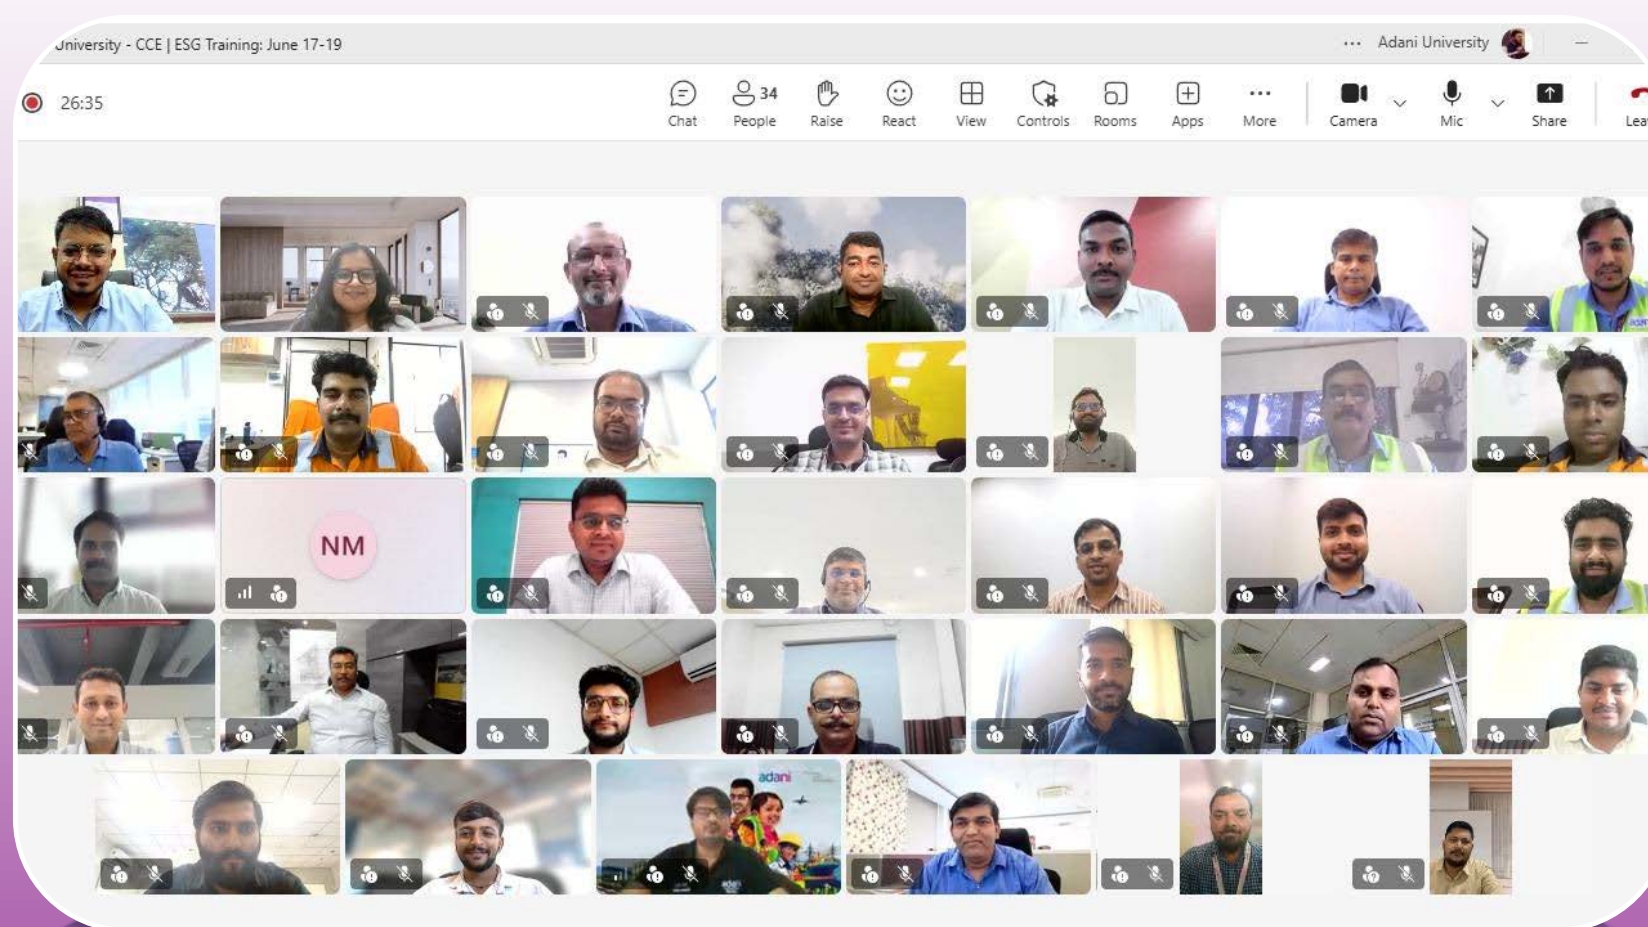 University - CCE | ESG Training: June 17-19
Adani University
26:35
34
Chat
People
Raise
React
View
Controls
Rooms
Apps
More
Camera
Mic
Share
NM
adani